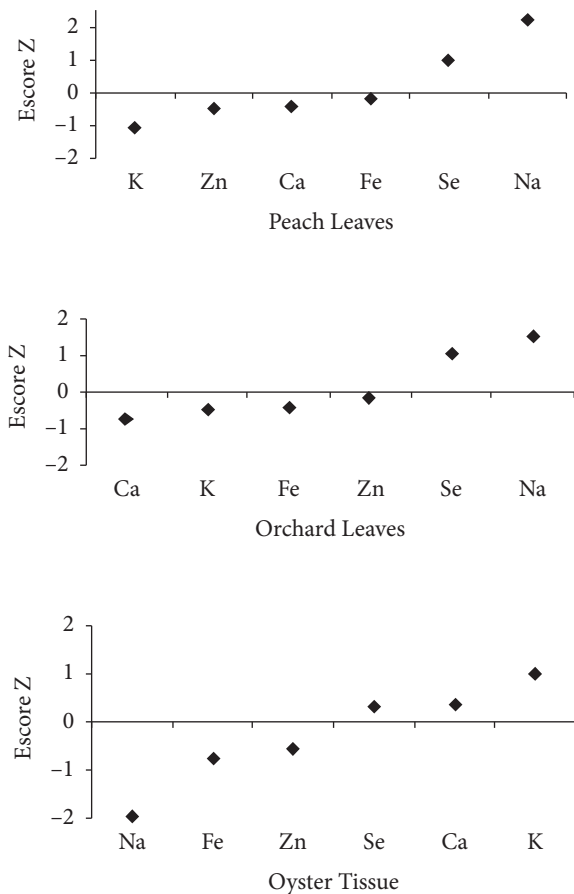 2
1
0
−1
−2
Escore Z
K Zn Ca Fe Se Na
Peach Leaves
2
1
0
−1
−2
Escore Z
Ca K Fe Zn Se Na
Orchard Leaves
2
1
0
−1
−2
Escore Z
Na Fe Zn Se Ca K
Oyster Tissue